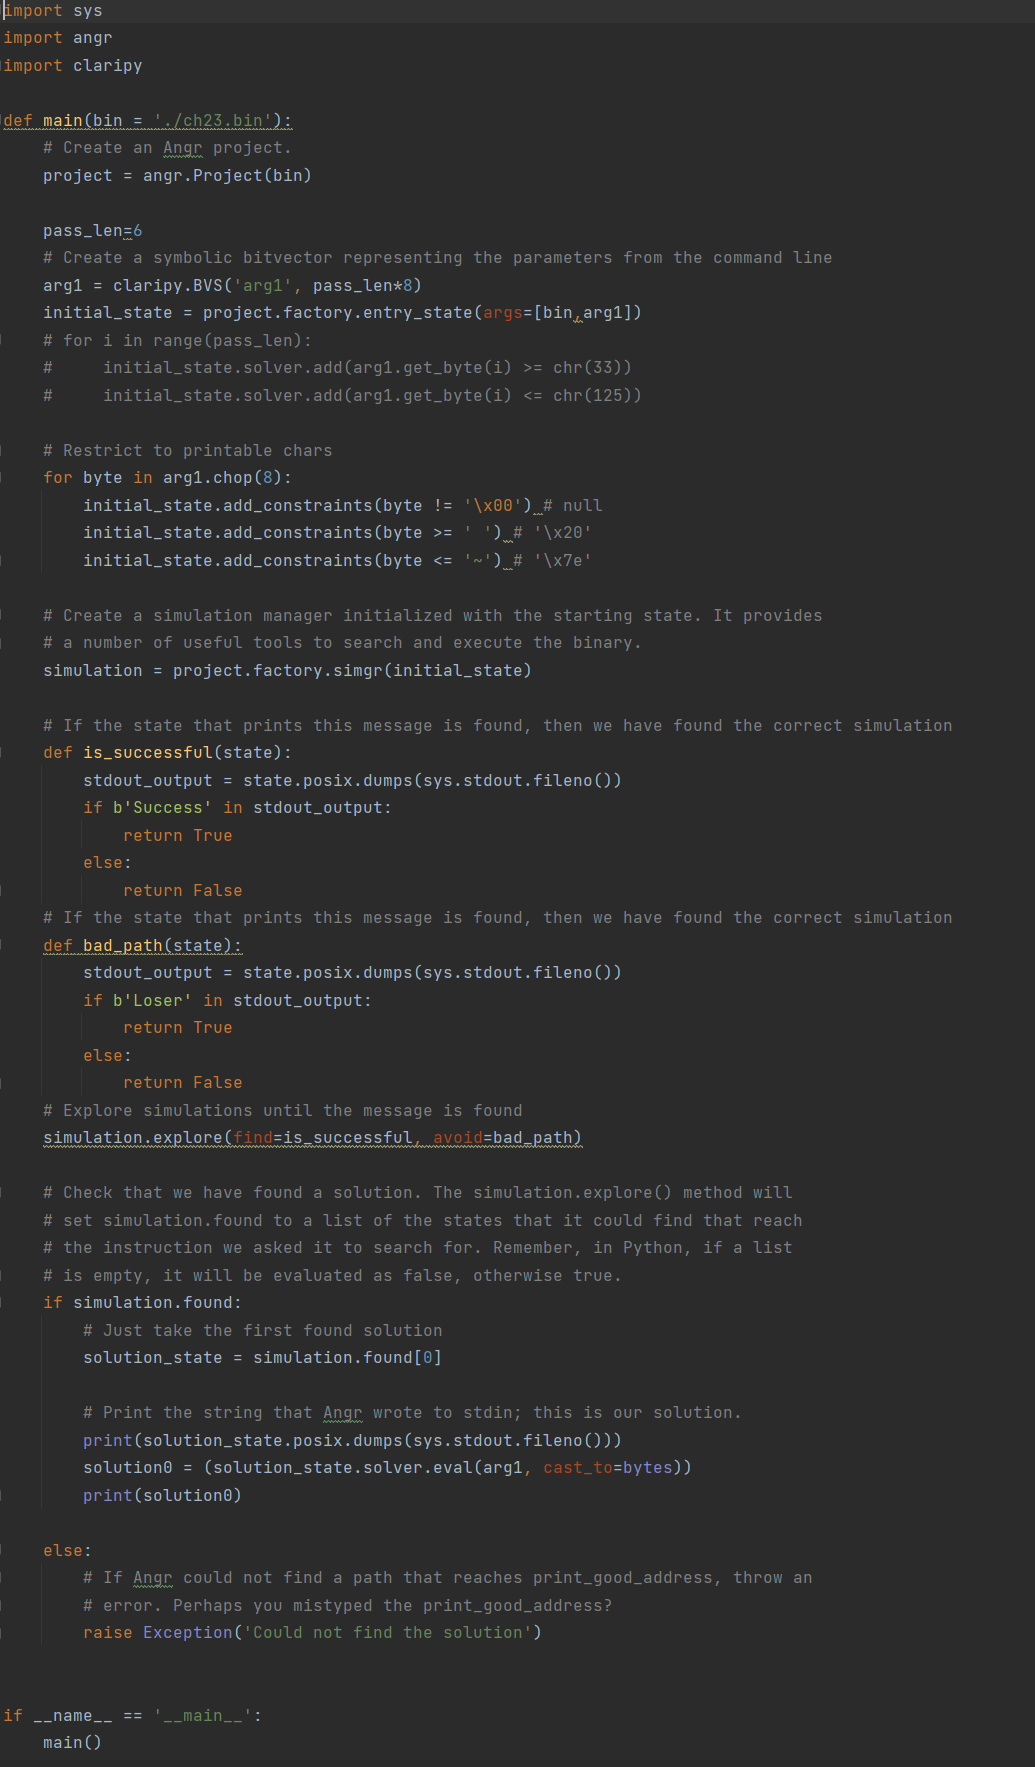 import sys
import angr
import claripy

def main(bin = './ch23.bin'):
    # Create an Angr project.
    project = angr.Project(bin)

    pass_len=6
    # Create a symbolic bitvector representing the parameters from the command line
    arg1 = claripy.BVS('arg1', pass_len*8)
    initial_state = project.factory.entry_state(args=[bin,arg1])
    # for i in range(pass_len):
    #     initial_state.solver.add(arg1.get_byte(i) >= chr(33))
    #     initial_state.solver.add(arg1.get_byte(i) <= chr(125))

    # Restrict to printable chars
    for byte in arg1.chop(8):
        initial_state.add_constraints(byte != '\x00') # null
        initial_state.add_constraints(byte >= ' ') # '\x20'
        initial_state.add_constraints(byte <= '~') # '\x7e'

    # Create a simulation manager initialized with the starting state. It provides
    # a number of useful tools to search and execute the binary.
    simulation = project.factory.simgr(initial_state)

    # If the state that prints this message is found, then we have found the correct simulation
    def is_successful(state):
        stdout_output = state.posix.dumps(sys.stdout.fileno())
        if b'Success' in stdout_output:
            return True
        else:
            return False
    # If the state that prints this message is found, then we have found the correct simulation
    def bad_path(state):
        stdout_output = state.posix.dumps(sys.stdout.fileno())
        if b'Loser' in stdout_output:
            return True
        else:
            return False
    # Explore simulations until the message is found
    simulation.explore(find=is_successful, avoid=bad_path)

    # Check that we have found a solution. The simulation.explore() method will
    # set simulation.found to a list of the states that it could find that reach
    # the instruction we asked it to search for. Remember, in Python, if a list
    # is empty, it will be evaluated as false, otherwise true.
    if simulation.found:
        # Just take the first found solution
        solution_state = simulation.found[0]

        # Print the string that Angr wrote to stdin; this is our solution.
        print(solution_state.posix.dumps(sys.stdout.fileno()))
        solution0 = (solution_state.solver.eval(arg1, cast_to=bytes))
        print(solution0)

    else:
        # If Angr could not find a path that reaches print_good_address, throw an
        # error. Perhaps you mistyped the print_good_address?
        raise Exception('Could not find the solution')


if __name__ == '__main__':
    main()